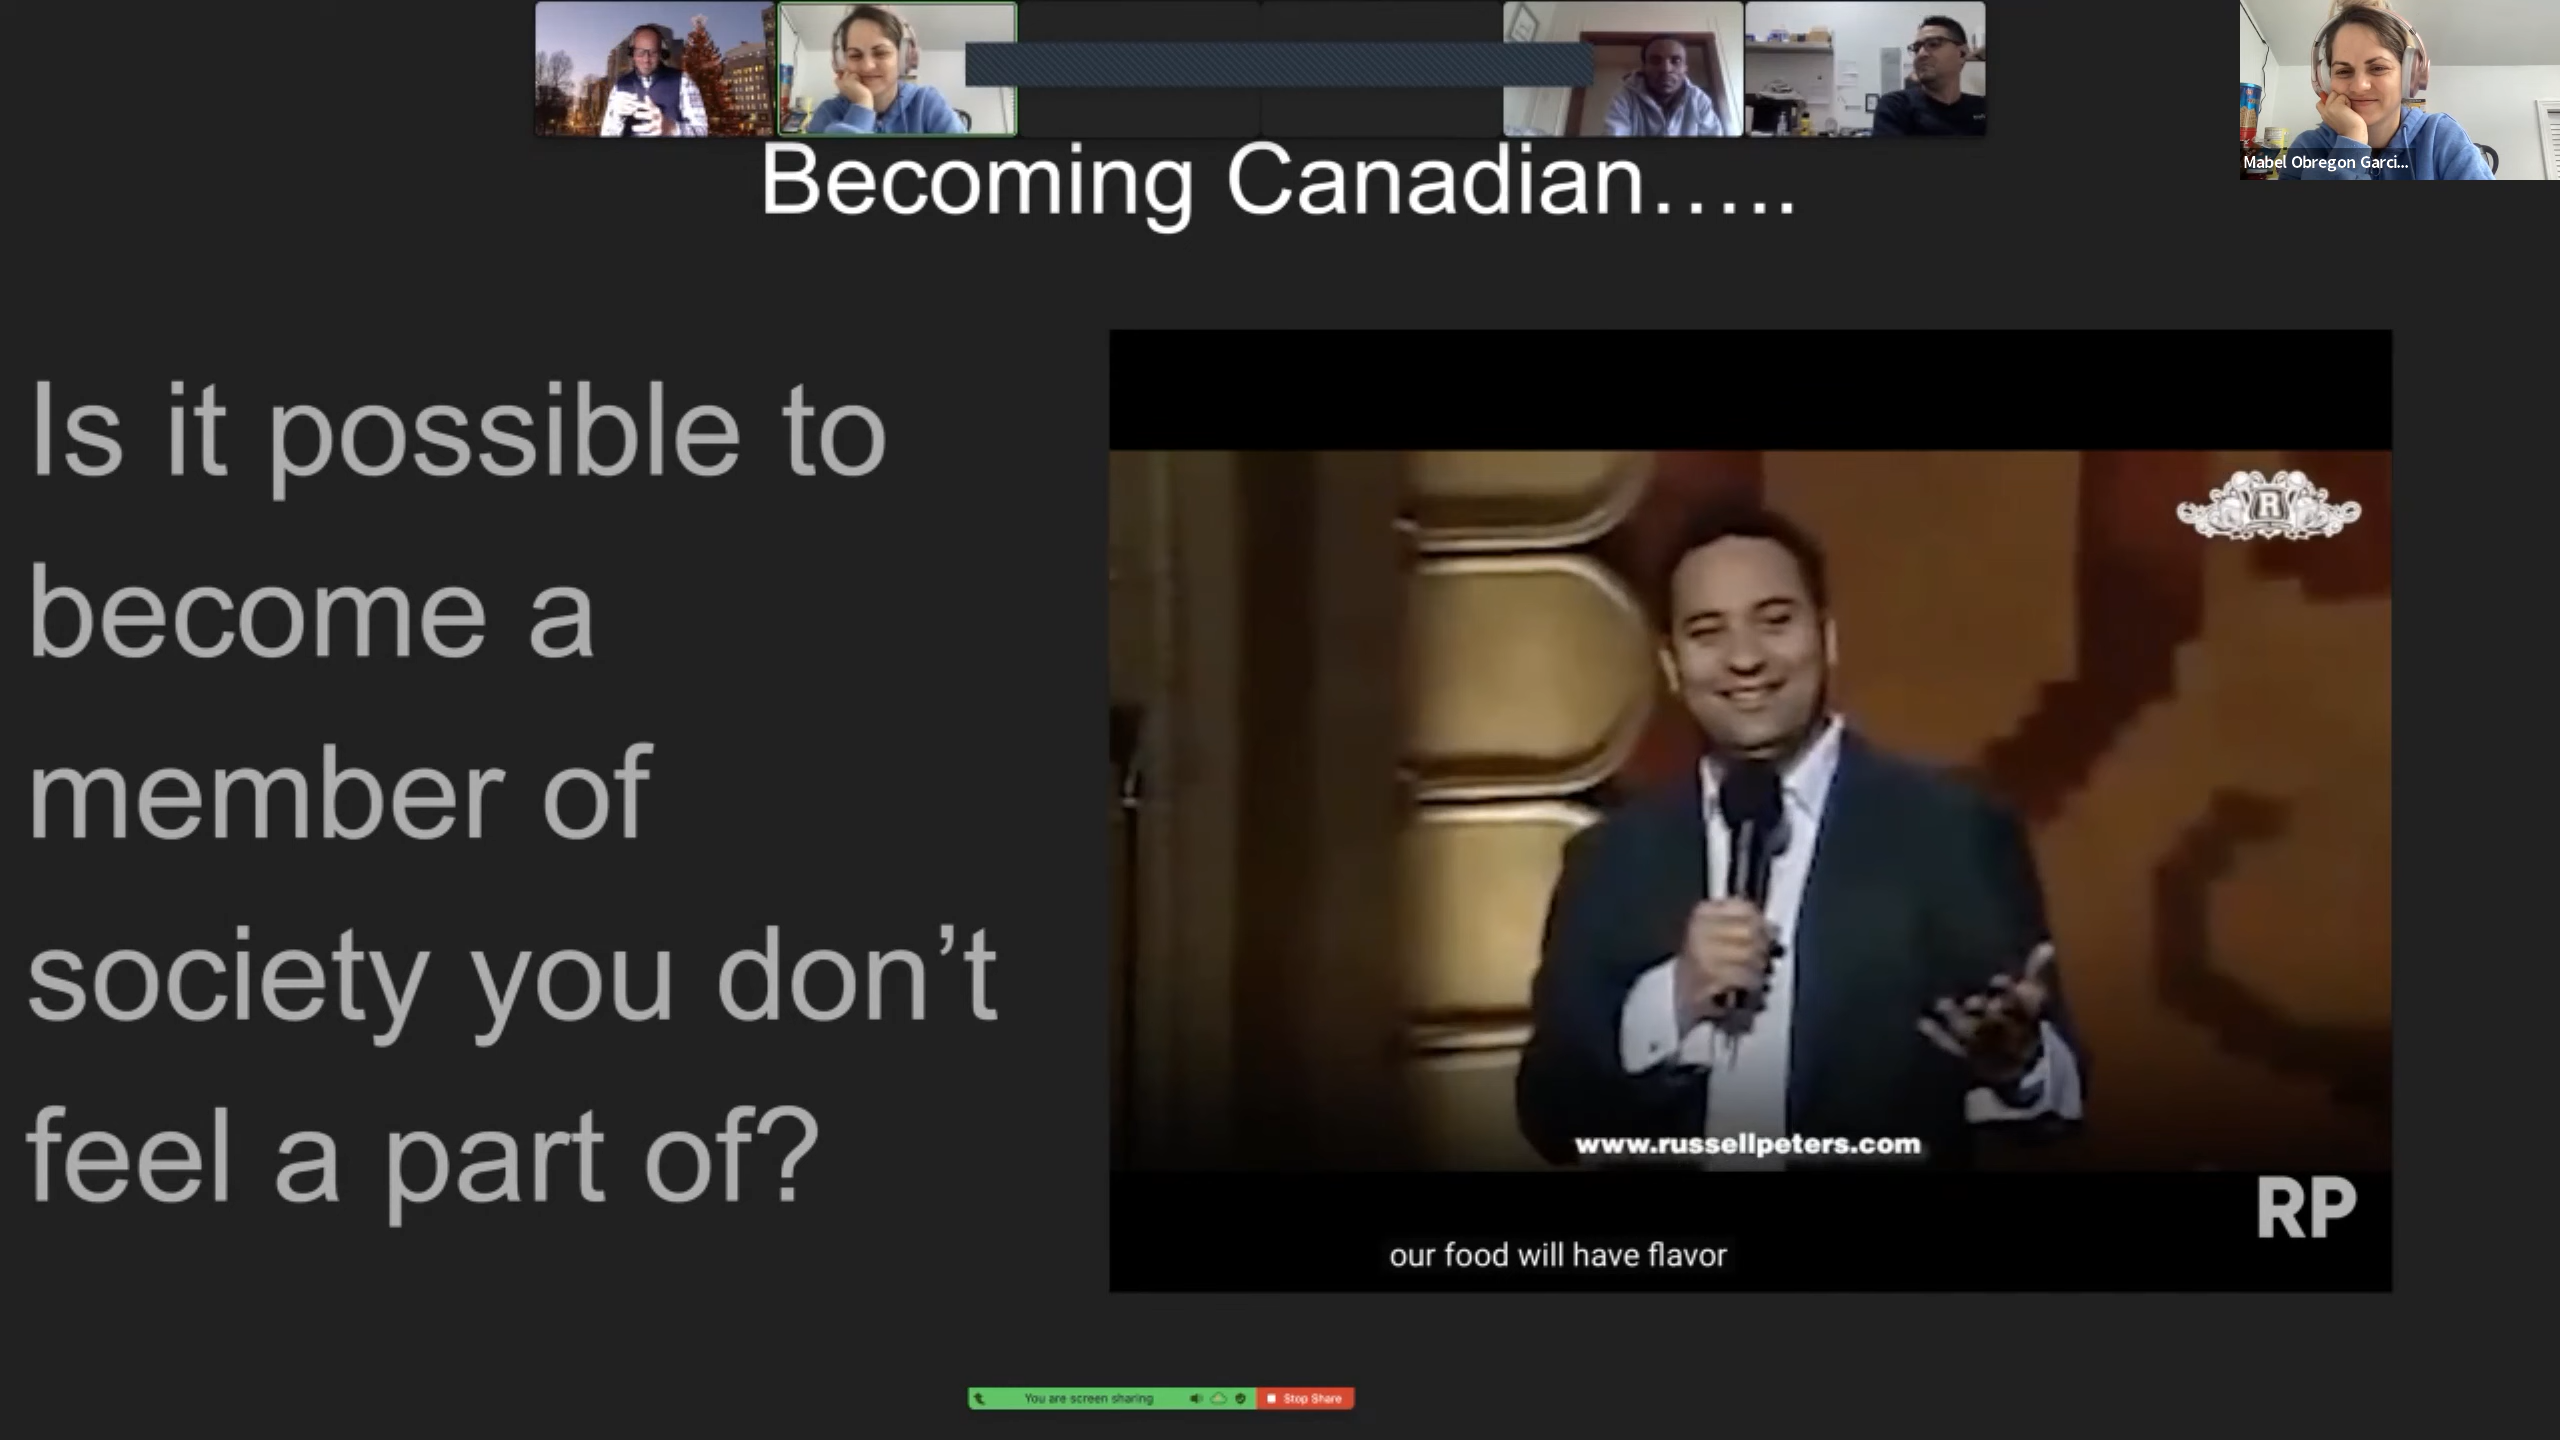 Mabel Obregon Garci...
Becoming Canadian.....
Is it possible to
become a
member of
society you don't
feel a part of?
R
www.russellpeters.com
RP
our food will have flavor
You are screen sharing
Stop Share